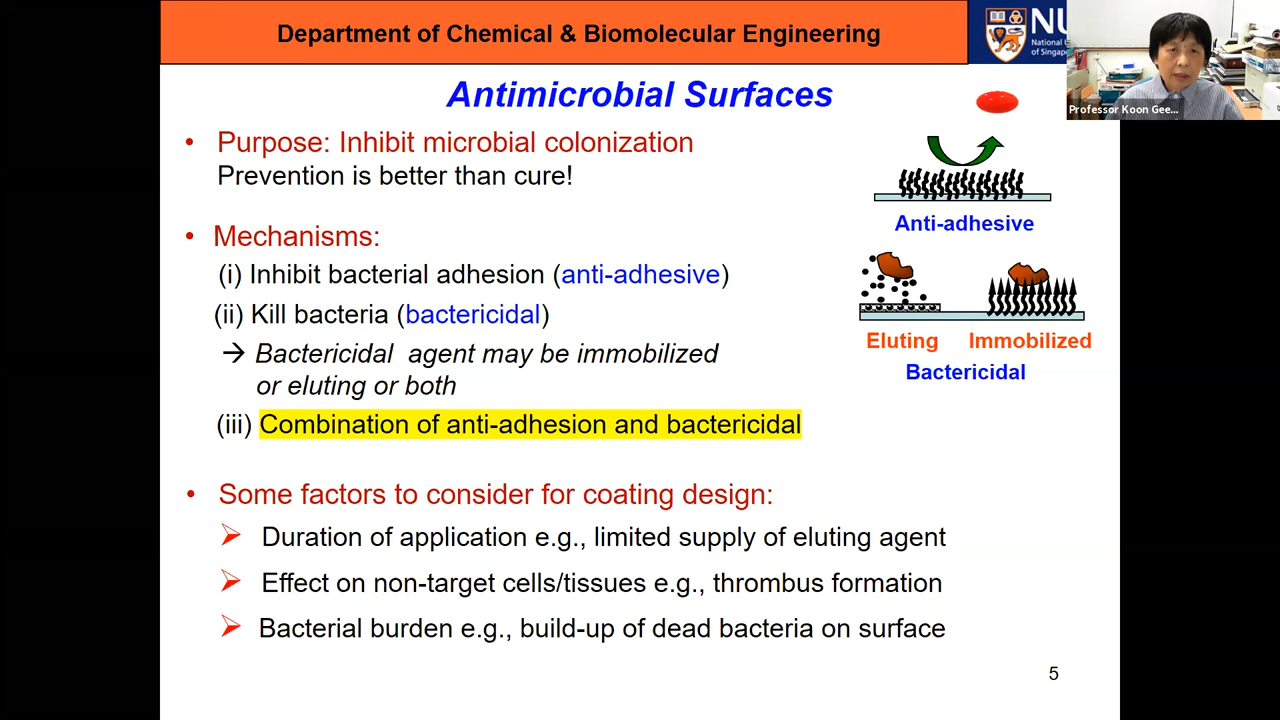 Department of Chemical & Biomolecular Engineering
NU
National U
of Singap
Professor Koon Gee...
Antimicrobial Surfaces
• Purpose: Inhibit microbial colonization
Prevention is better than cure!
• Mechanisms:
(i) Inhibit bacterial adhesion (anti-adhesive)
(ii) Kill bacteria (bactericidal)
→ Bactericidal agent may be immobilized
or eluting or both
(iii) Combination of anti-adhesion and bactericidal
Anti-adhesive
Eluting
Immobilized
Bactericidal
• Some factors to consider for coating design:
Duration of application e.g., limited supply of eluting agent
Effect on non-target cells/tissues e.g., thrombus formation
Bacterial burden e.g., build-up of dead bacteria on surface
5